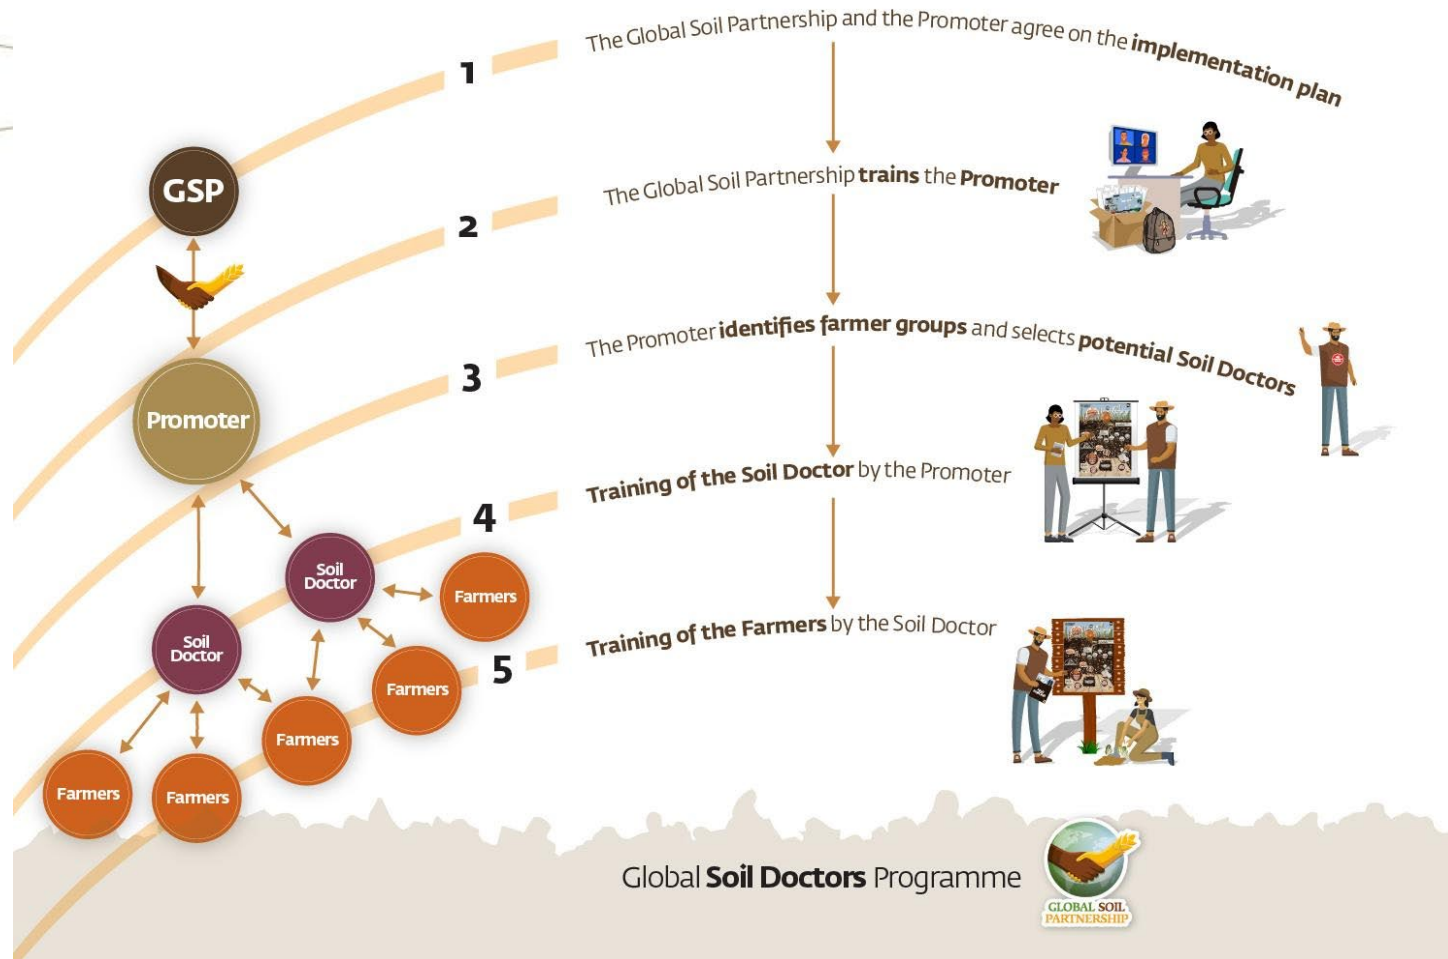 1
The Global Soil Partnership and the Promoter agree on the implementation plan
GSP
2
The Global Soil Partnership trains the Promoter
3
The Promoter identifies farmer groups and selects potential Soil Doctors
Promoter
4
Training of the Soil Doctor by the Promoter
Soil
Doctor
Farmers
5
Training of the Farmers by the Soil Doctor
Soil
Doctor
Farmers
Farmers
Farmers
Farmers
Global Soil Doctors Programme
GLOBAL SOIL
PARTNERSHIP